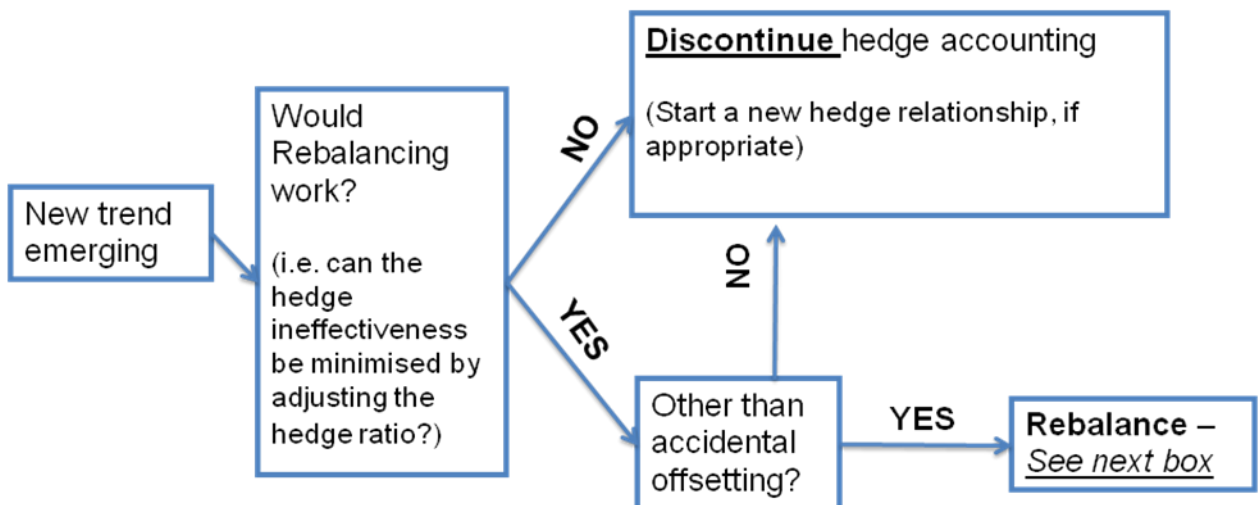 New trend
emerging
Would
Rebalancing
work?
(i.e. can the
hedge
ineffectiveness
be minimised by
adjusting the
hedge ratio?)
NO
Discontinue hedge accounting
(Start a new hedge relationship, if
appropriate)
YES
NO
Other than
accidental
offsetting?
YES
Rebalance –
See next box